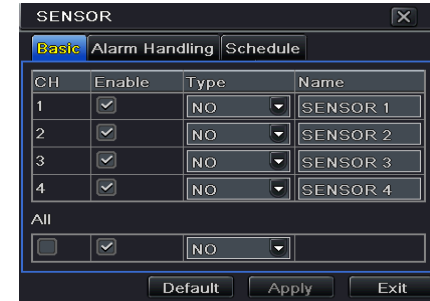 SENSOR
Basic Alarm Handling Schedule
CH Enable Type Name
1 NO SENSOR 1
2 NO SENSOR 2
3 NO SENSOR 3
4 NO SENSOR 4
All
NO
Default Apply Exit